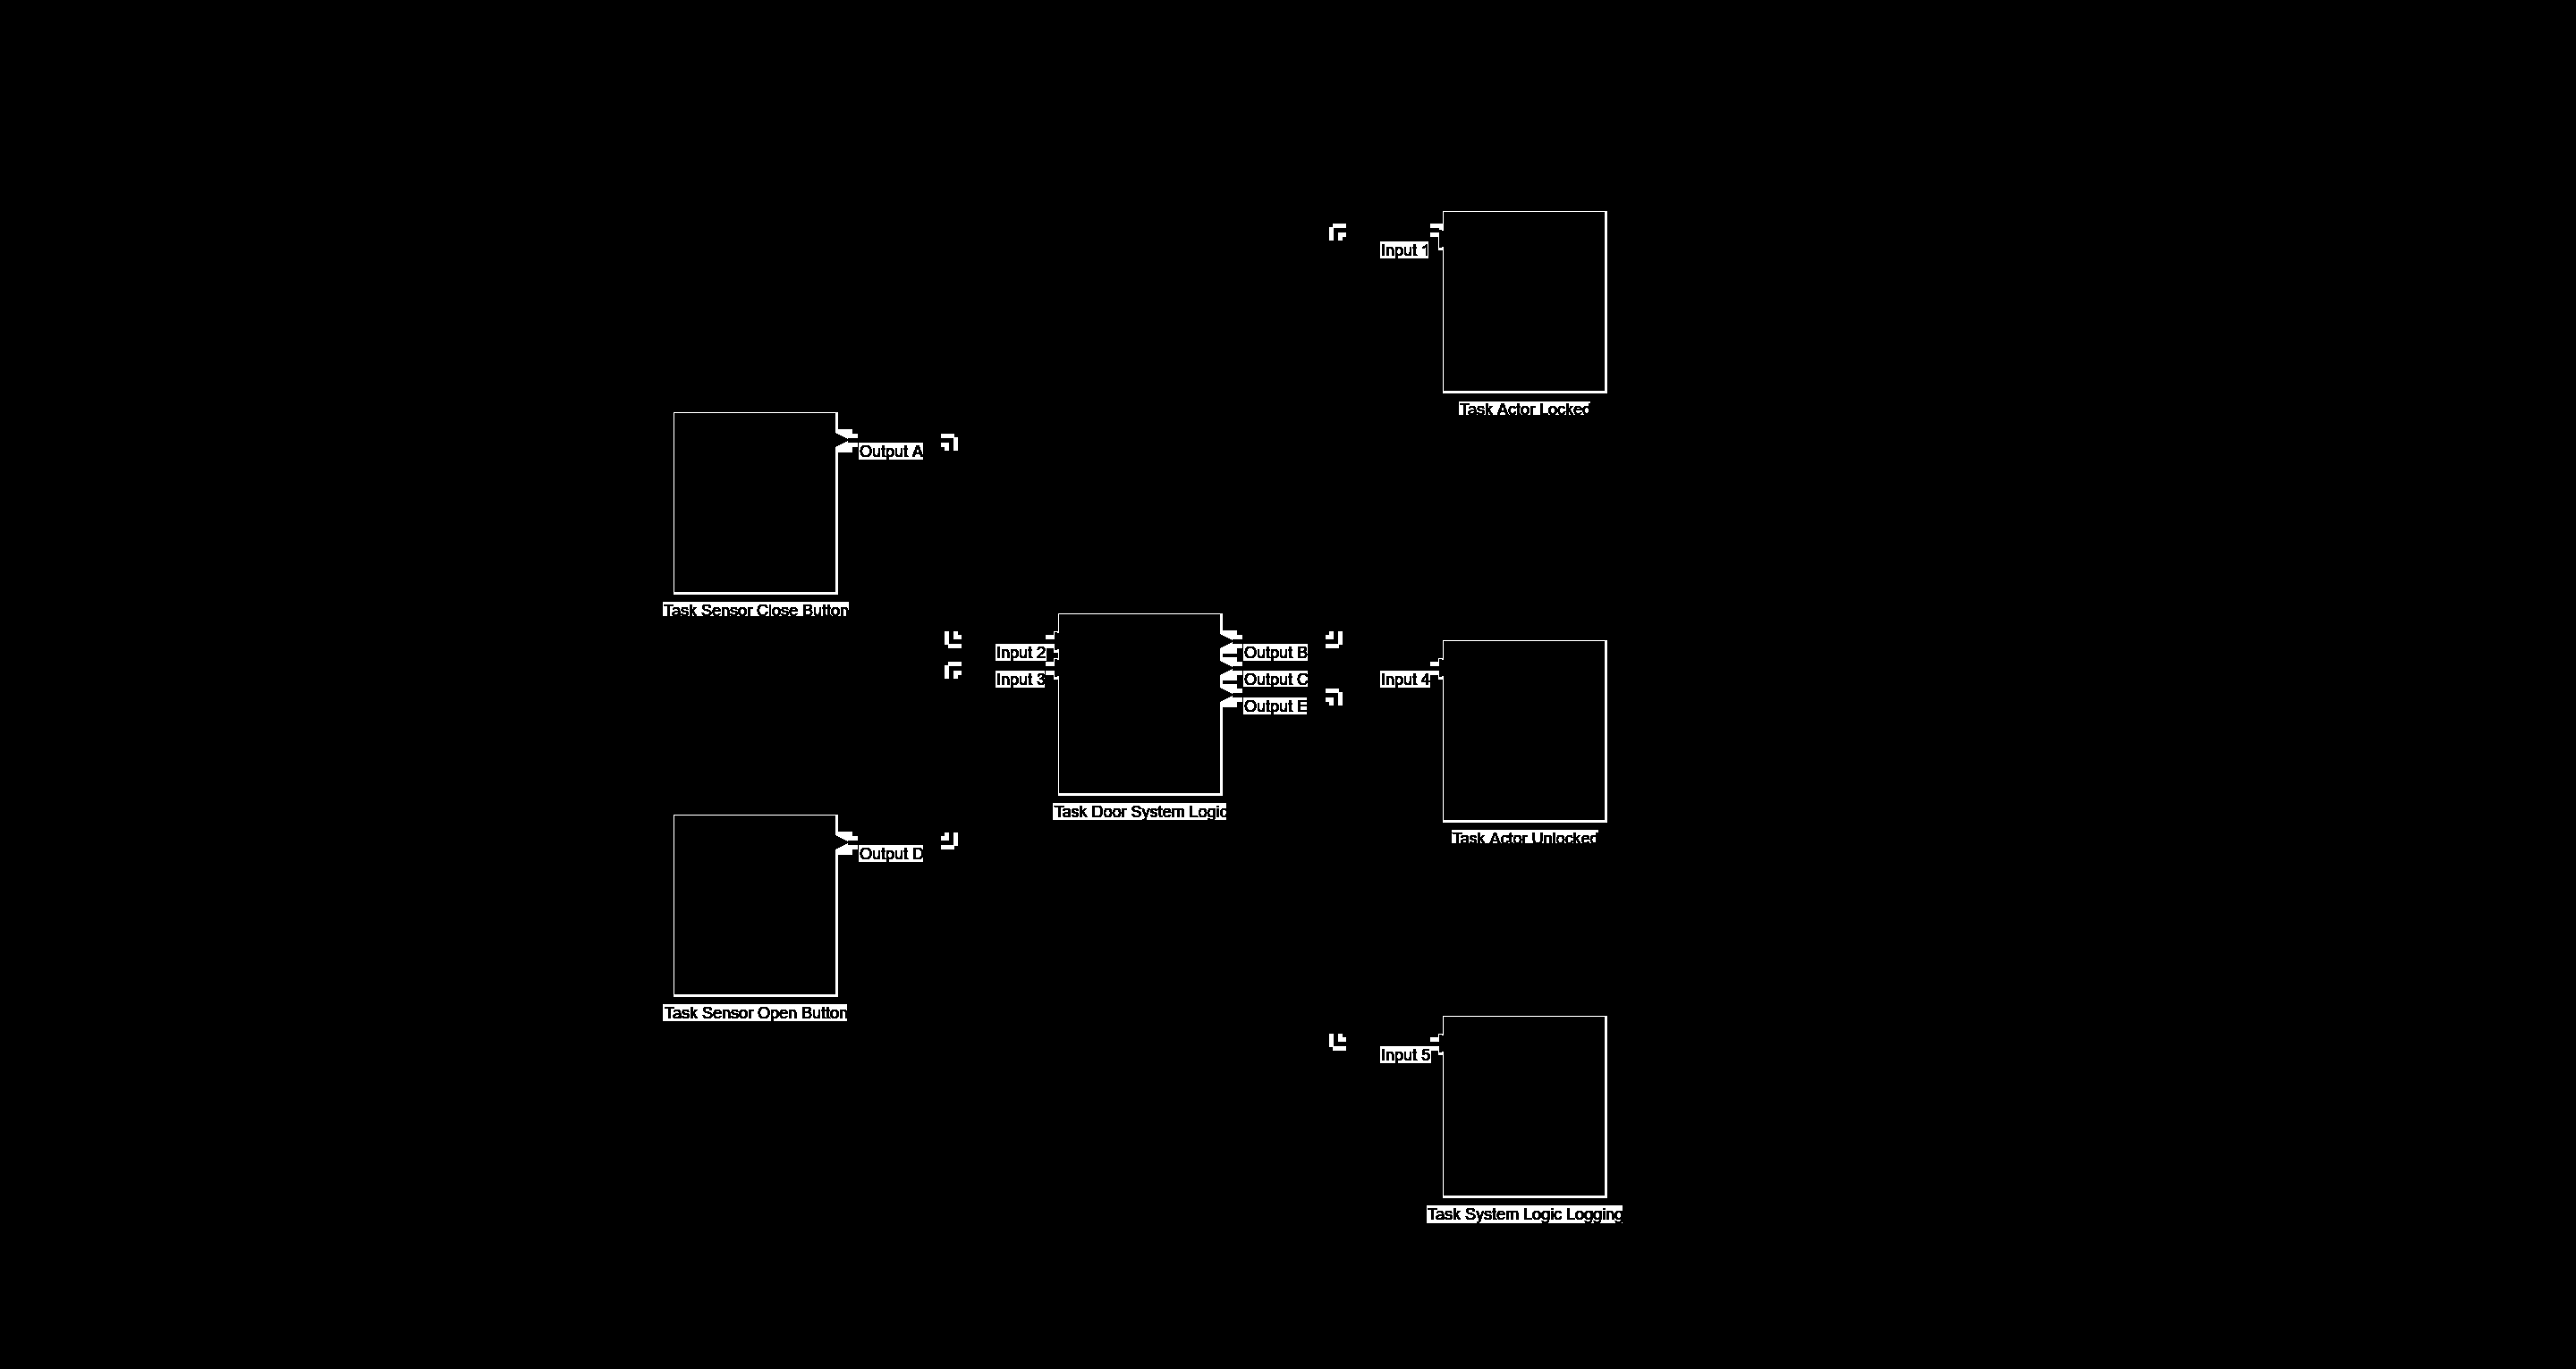 Input 1
Task Actor Locked
Output A
Task Sensor Close Button
Input 2
Input 3
Output B
Output C
Output E
Task Door System Logic
Input 4
Task Actor Unlocked
Output D
Task Sensor Open Button
Input 5
Task System Logic Logging